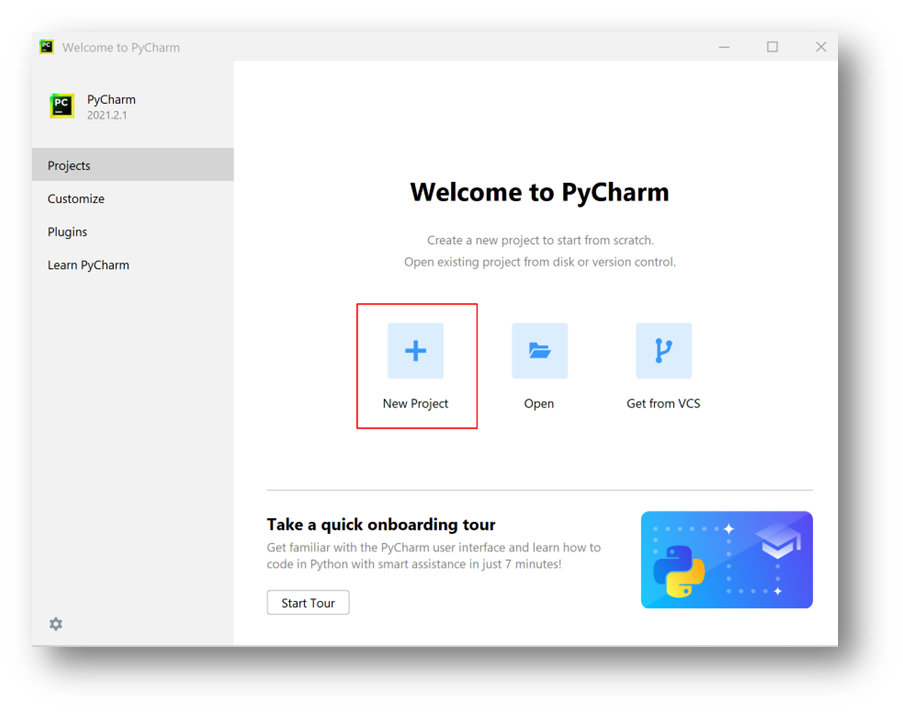 PC
Welcome to PyCharm
PC
PyCharm
2021.2.1
Projects
Customize
Plugins
Learn PyCharm
Welcome to PyCharm
Create a new project to start from scratch.
Open existing project from disk or version control.
New Project
Open
Get from VCS
Take a quick onboarding tour
Get familiar with the PyCharm user interface and learn how to
code in Python with smart assistance in just 7 minutes!
Start Tour